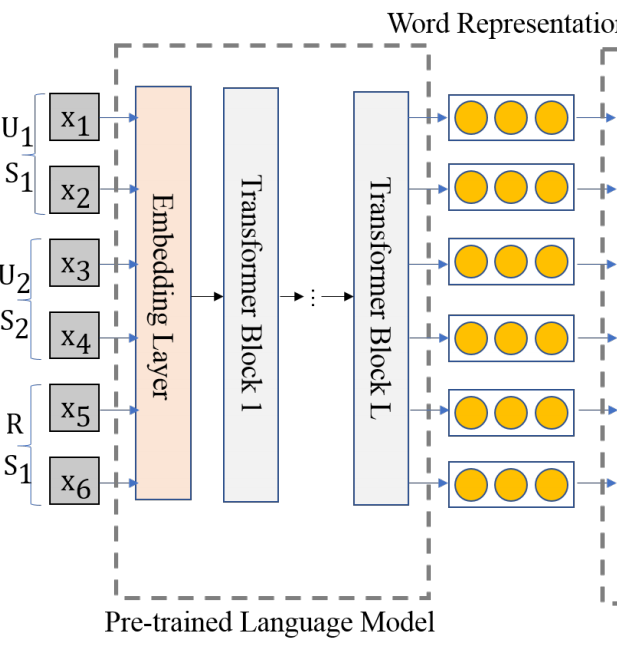 Word Representation
U1
S1
x1
x2
U2
S2
x3
x4
R
S1
x5
x6
Embedding Layer
Transformer Block 1
Transformer Block L
Pre-trained Language Model